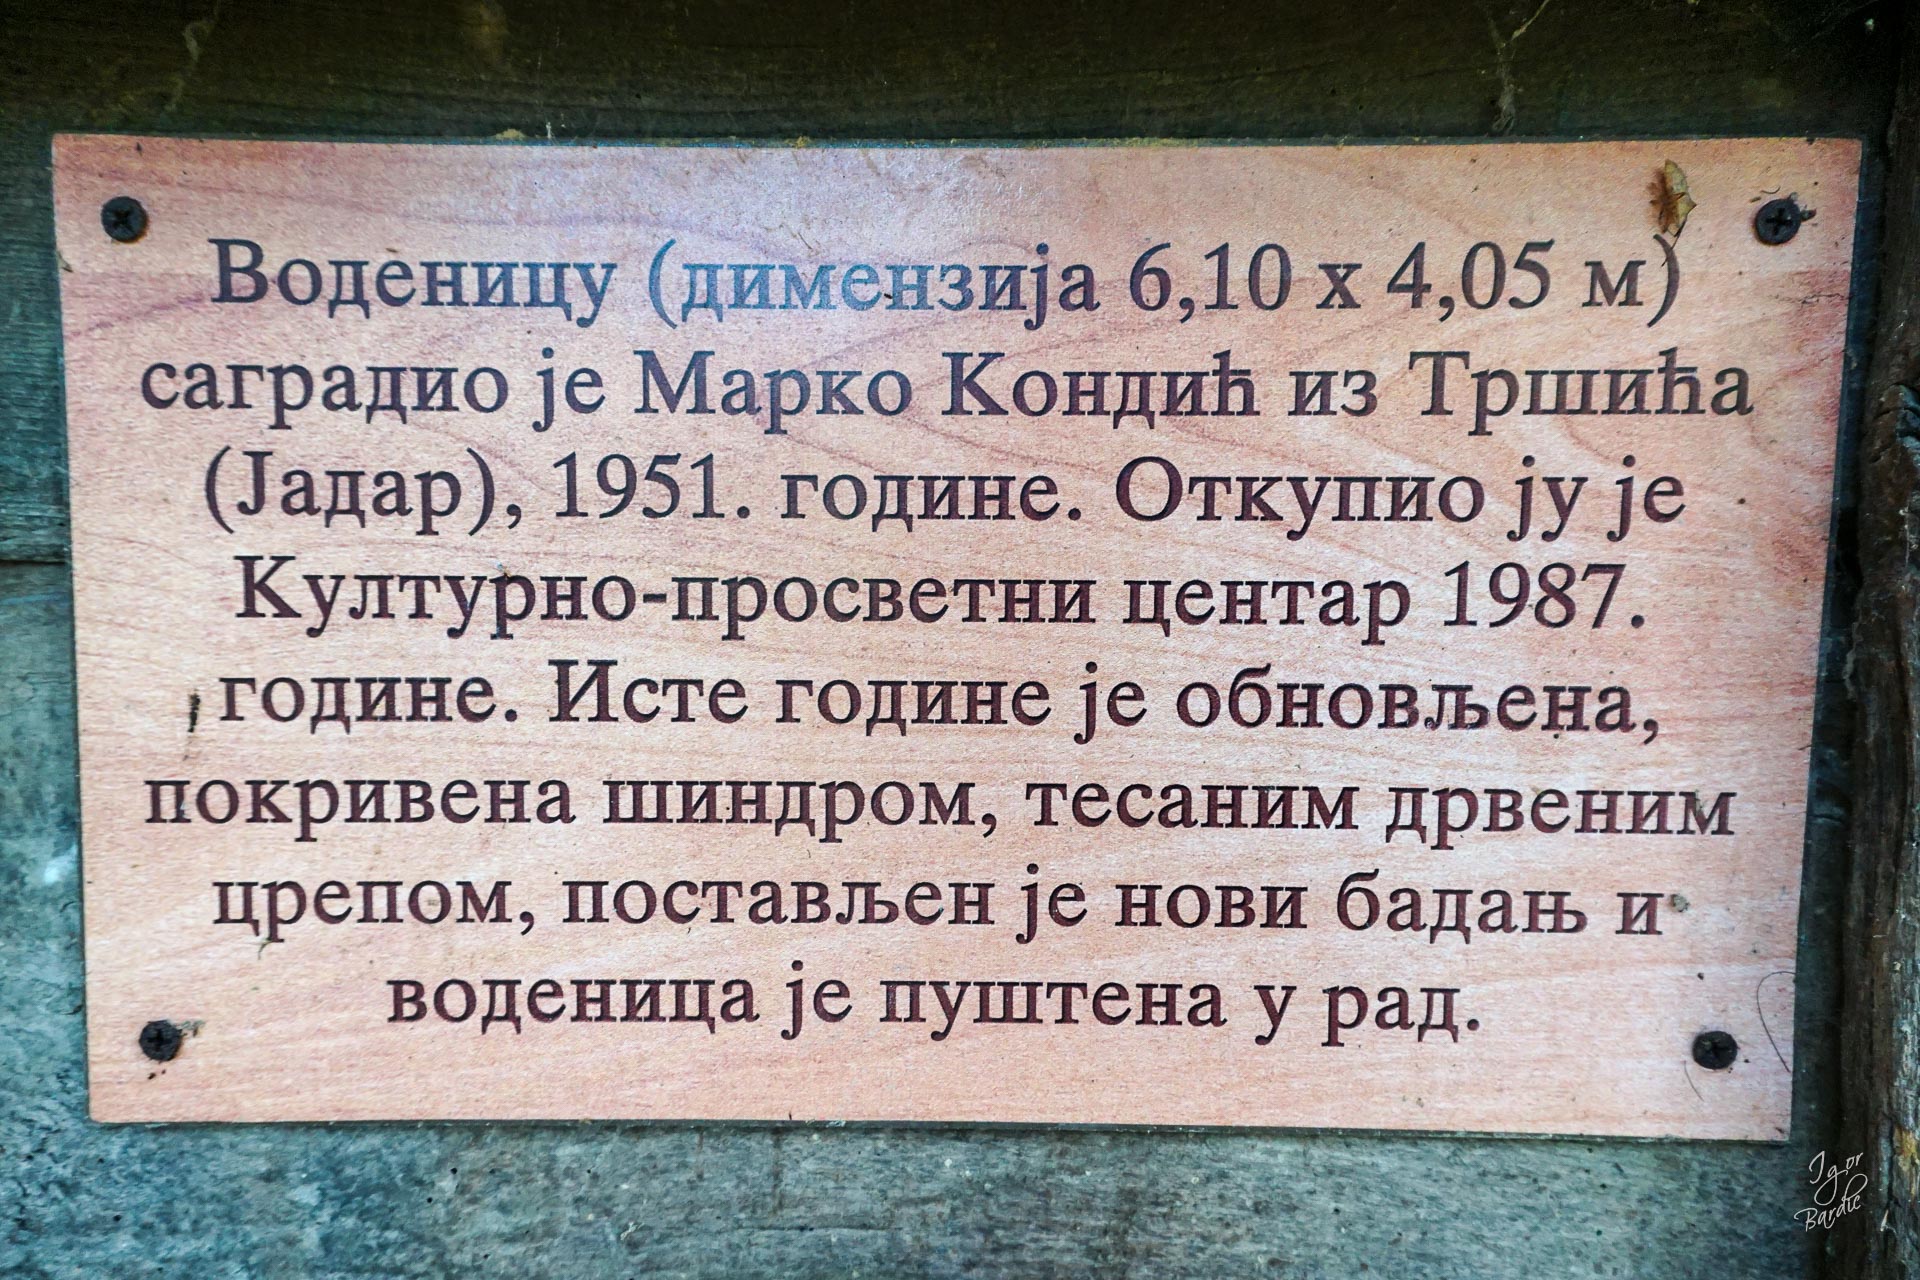 Воденицу (димензија 6,10 x 4,05 м)
саградио је Марко Кондић из Тршића
(Јадар), 1951. године. Откупио ју је
Културно-просветни центар 1987.
године. Исте године је обновљена,
покривена шиндром, тесаним дрвеним
црепом, постављен је нови бадањ и
воденица је пуштена у рад.
Igor
Bardic